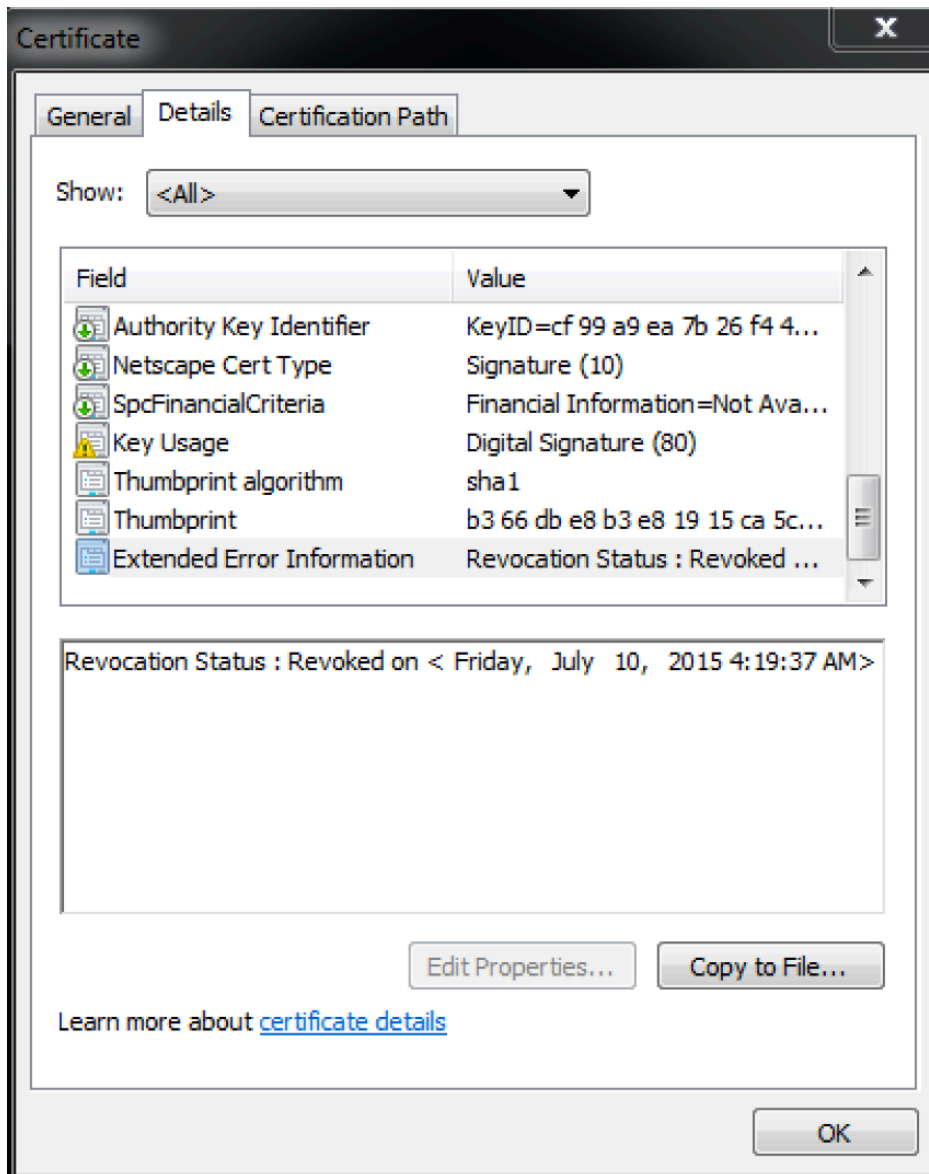 Certificate
General Details Certification Path
Show: <All>
Field Value
Authority Key Identifier KeyID=cf 99 a9 ea 7b 26 f4 4...
Netscape Cert Type Signature (10)
SpcFinancialCriteria Financial Information=Not Ava...
Key Usage Digital Signature (80)
Thumbprint algorithm sha1
Thumbprint b3 66 db e8 b3 e8 19 15 ca 5c...
Extended Error Information Revocation Status : Revoked ...
Revocation Status : Revoked on < Friday, July 10, 2015 4:19:37 AM>
Edit Properties... Copy to File...
Learn more about certificate details
OK